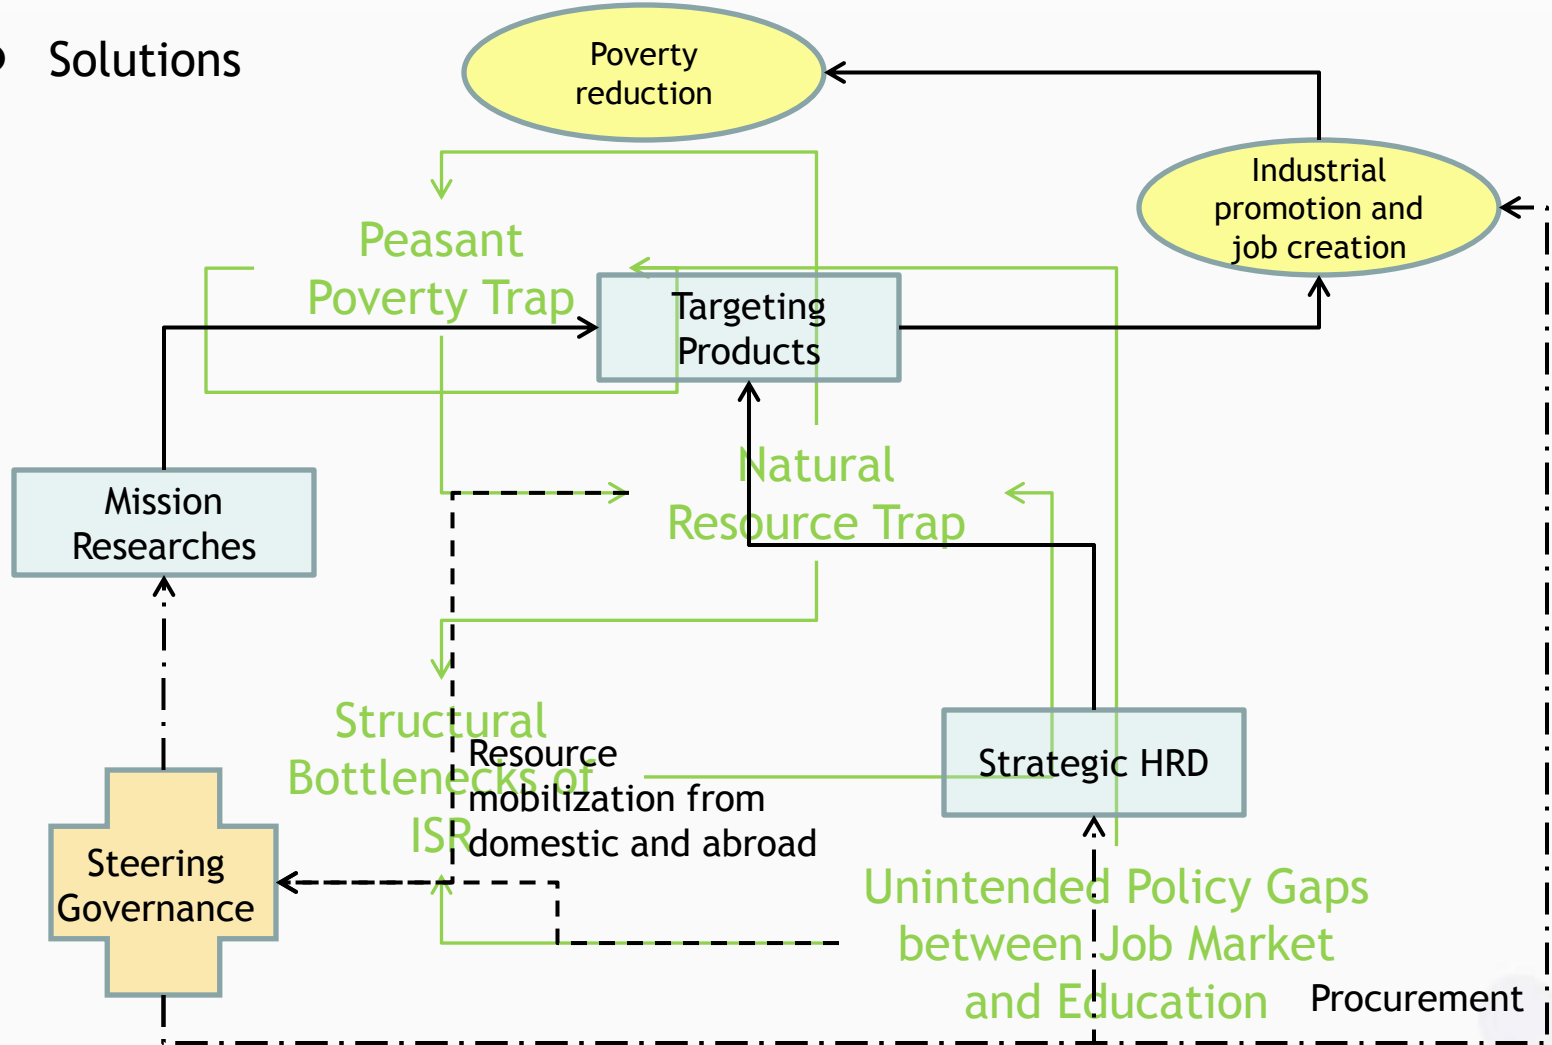 Solutions
Poverty
reduction
Industrial
promotion and
job creation
Peasant
Poverty Trap
Targeting
Products
Natural
Resource Trap
Mission
Researches
Structural
Bottlenecks of
ISR
Resource
mobilization from
domestic and abroad
Strategic HRD
Steering
Governance
Unintended Policy Gaps
between Job Market
and Education
Procurement